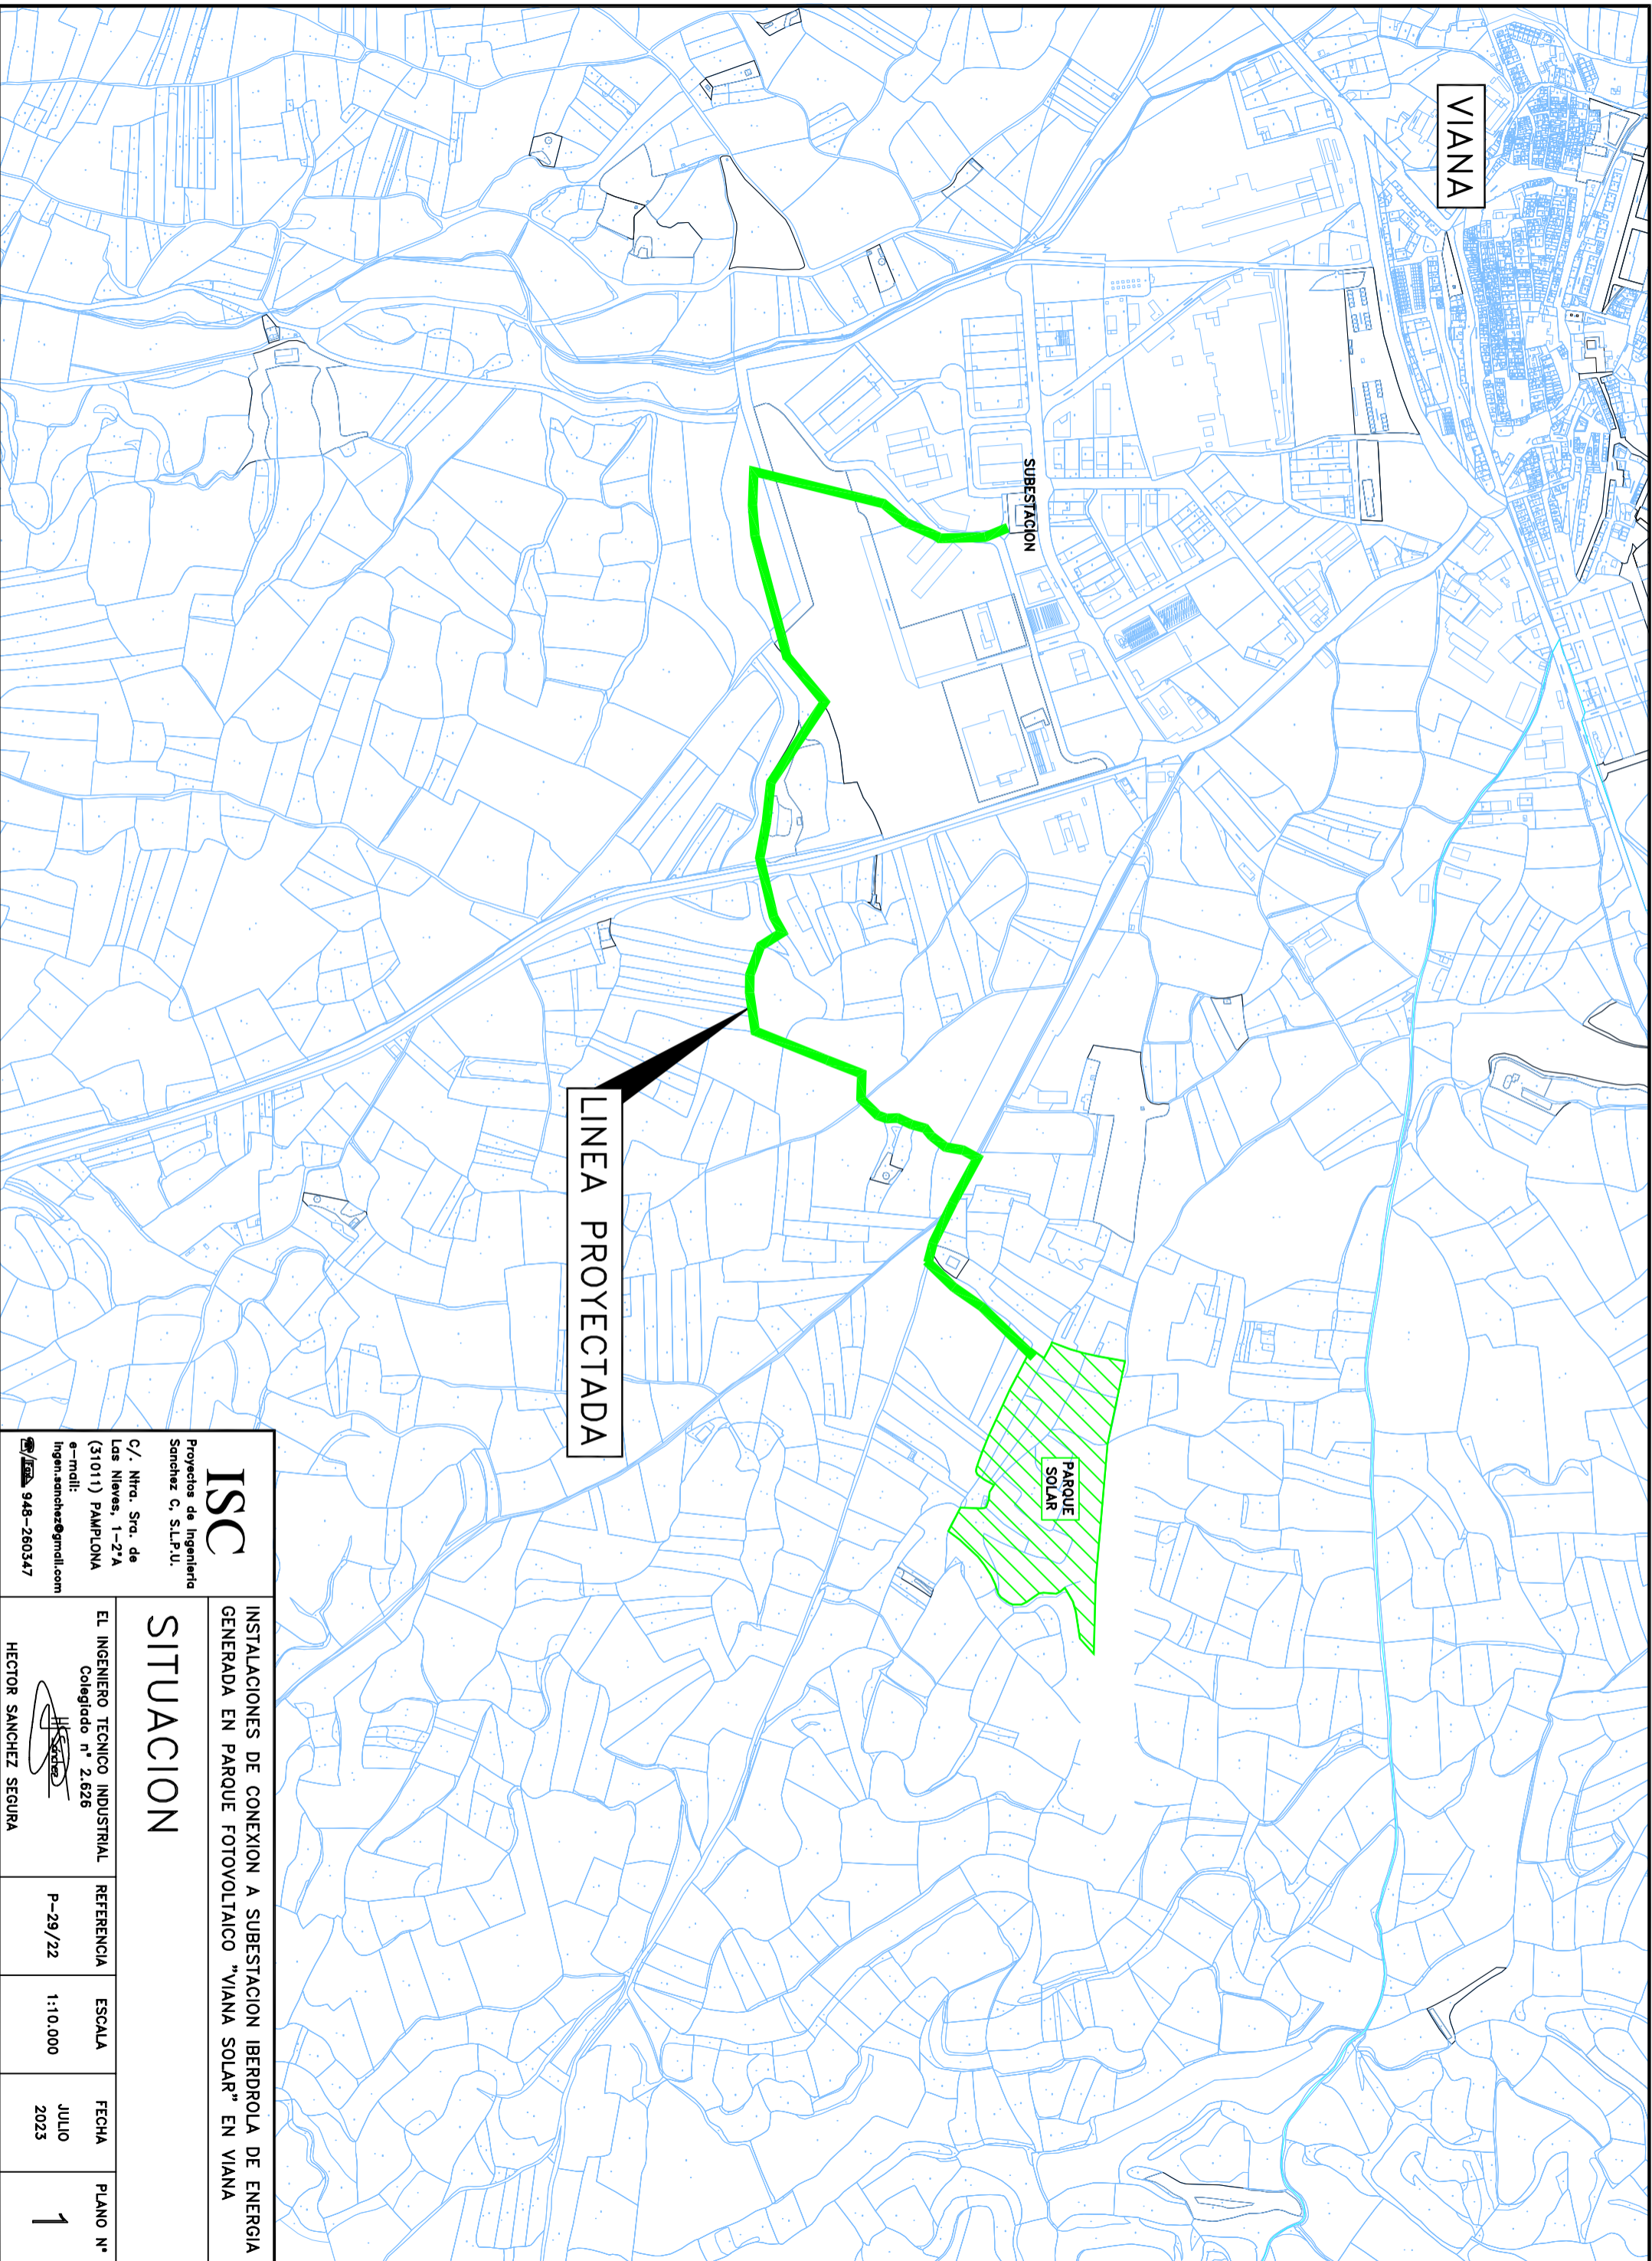 VIANA
SUBESTACION
LINEA PROYECTADA
PARQUE
SOLAR
ISC
Proyectos de Ingenieria
Sanchez C, S.L.P.U.
C/. Ntra. Sra. de
Las Nieves, 1-2ºA
(31011) PAMPLONA
e-mail:
ingen.sanchez@gmail.com
948-260347
INSTALACIONES DE CONEXION A SUBESTACION IBERDROLA DE ENERGIA
GENERADA EN PARQUE FOTOVOLTAICO "VIANA SOLAR" EN VIANA
SITUACION
EL INGENIERO TECNICO INDUSTRIAL
Colegiado nº 2.626
HSanchez
HECTOR SANCHEZ SEGURA
REFERENCIA
P-29/22
ESCALA
1:10.000
FECHA
JULIO
2023
PLANO Nº
1